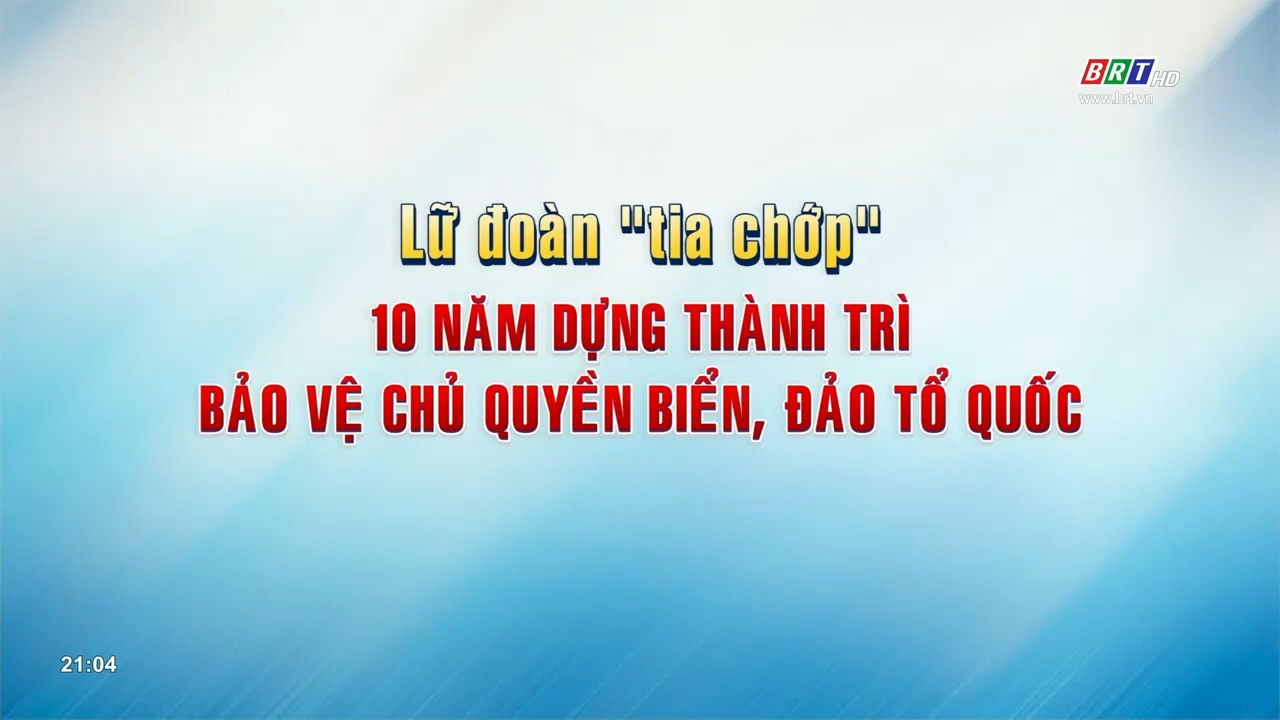 BRT HD
www.brt.vn
Lữ đoàn "tia chớp"
10 NĂM DỰNG THÀNH TRÌ
BẢO VỆ CHỦ QUYỀN BIỂN, ĐẢO TỔ QUỐC
21:04